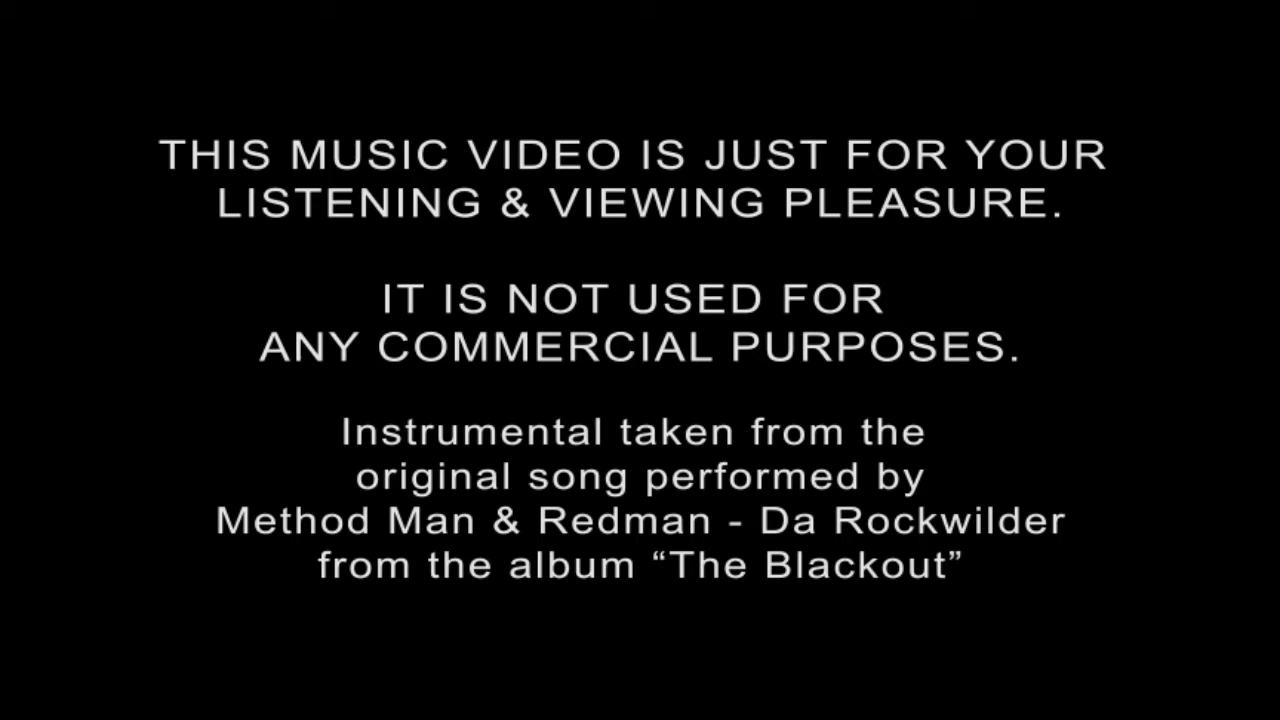 THIS MUSIC VIDEO IS JUST FOR YOUR
LISTENING & VIEWING PLEASURE.
IT IS NOT USED FOR
ANY COMMERCIAL PURPOSES.
Instrumental taken from the
original song performed by
Method Man & Redman - Da Rockwilder
from the album “The Blackout”